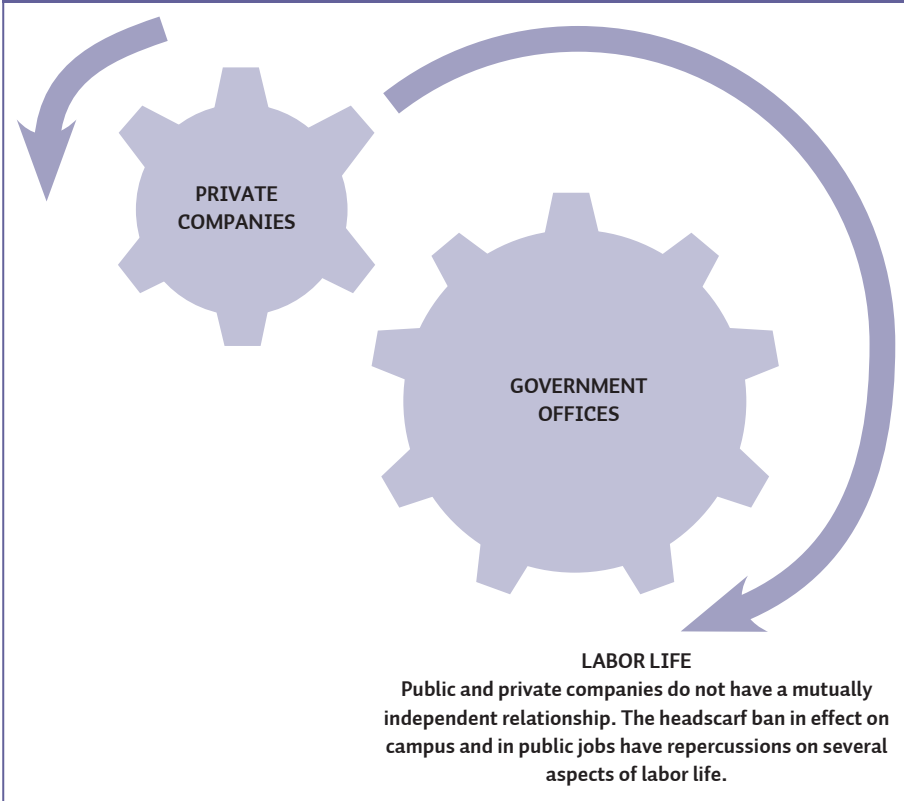 PRIVATE
COMPANIES
GOVERNMENT
OFFICES
LABOR LIFE
Public and private companies do not have a mutually
independent relationship. The headscarf ban in effect on
campus and in public jobs have repercussions on several
aspects of labor life.